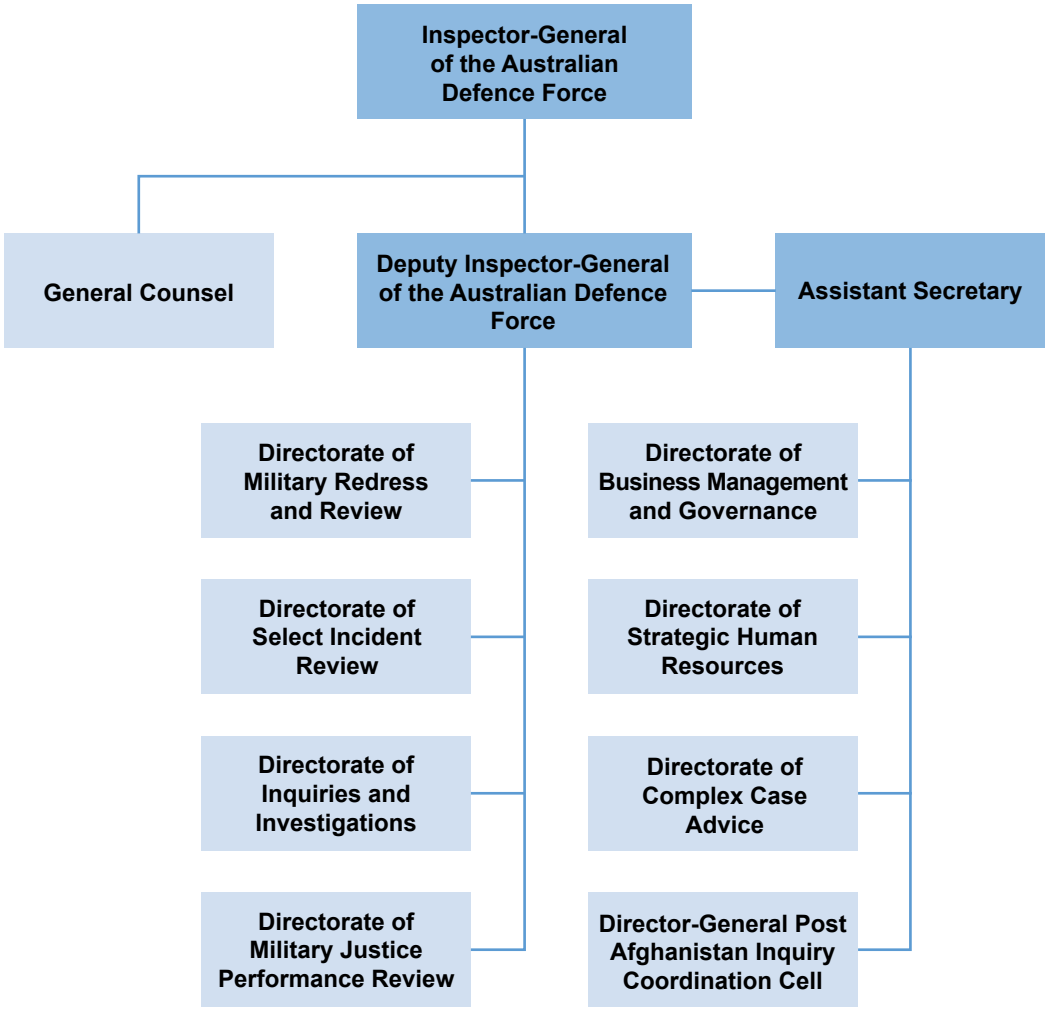 Inspector-General
of the Australian
Defence Force
General Counsel
Deputy Inspector-General
of the Australian Defence
Force
Assistant Secretary
Directorate of
Military Redress
and Review
Directorate of
Business Management
and Governance
Directorate of
Select Incident
Review
Directorate of
Strategic Human
Resources
Directorate of
Inquiries and
Investigations
Directorate of
Complex Case
Advice
Directorate of
Military Justice
Performance Review
Director-General Post
Afghanistan Inquiry
Coordination Cell